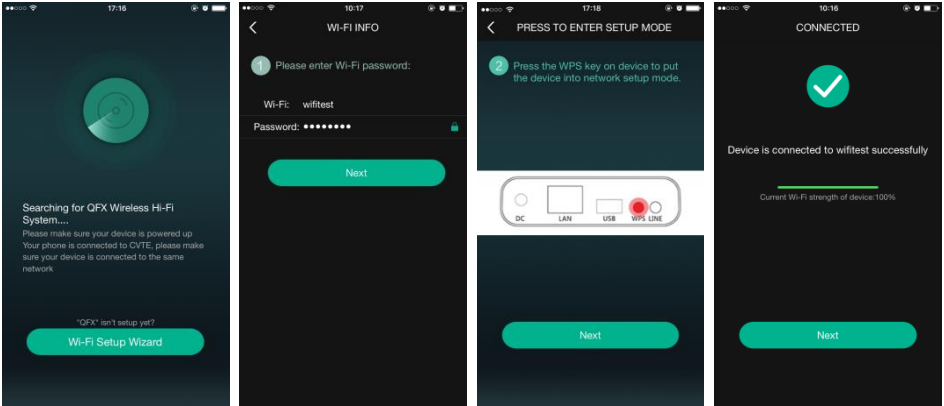 17:16
Searching for QFX Wireless Hi-Fi
System....
Please make sure your device is powered up
Your phone is connected to CVTE, please make
sure your device is connected to the same
network
"QFX" isn't setup yet?
Wi-Fi Setup Wizard
10:17
WI-FI INFO
1 Please enter Wi-Fi password:
Wi-Fi: wifitest
Password: ••••••••
Next
17:18
PRESS TO ENTER SETUP MODE
2 Press the WPS key on device to put
the device into network setup mode.
DC LAN USB WPS LINE
Next
10:16
CONNECTED
Device is connected to wifitest successfully
Current Wi-Fi strength of device:100%
Next